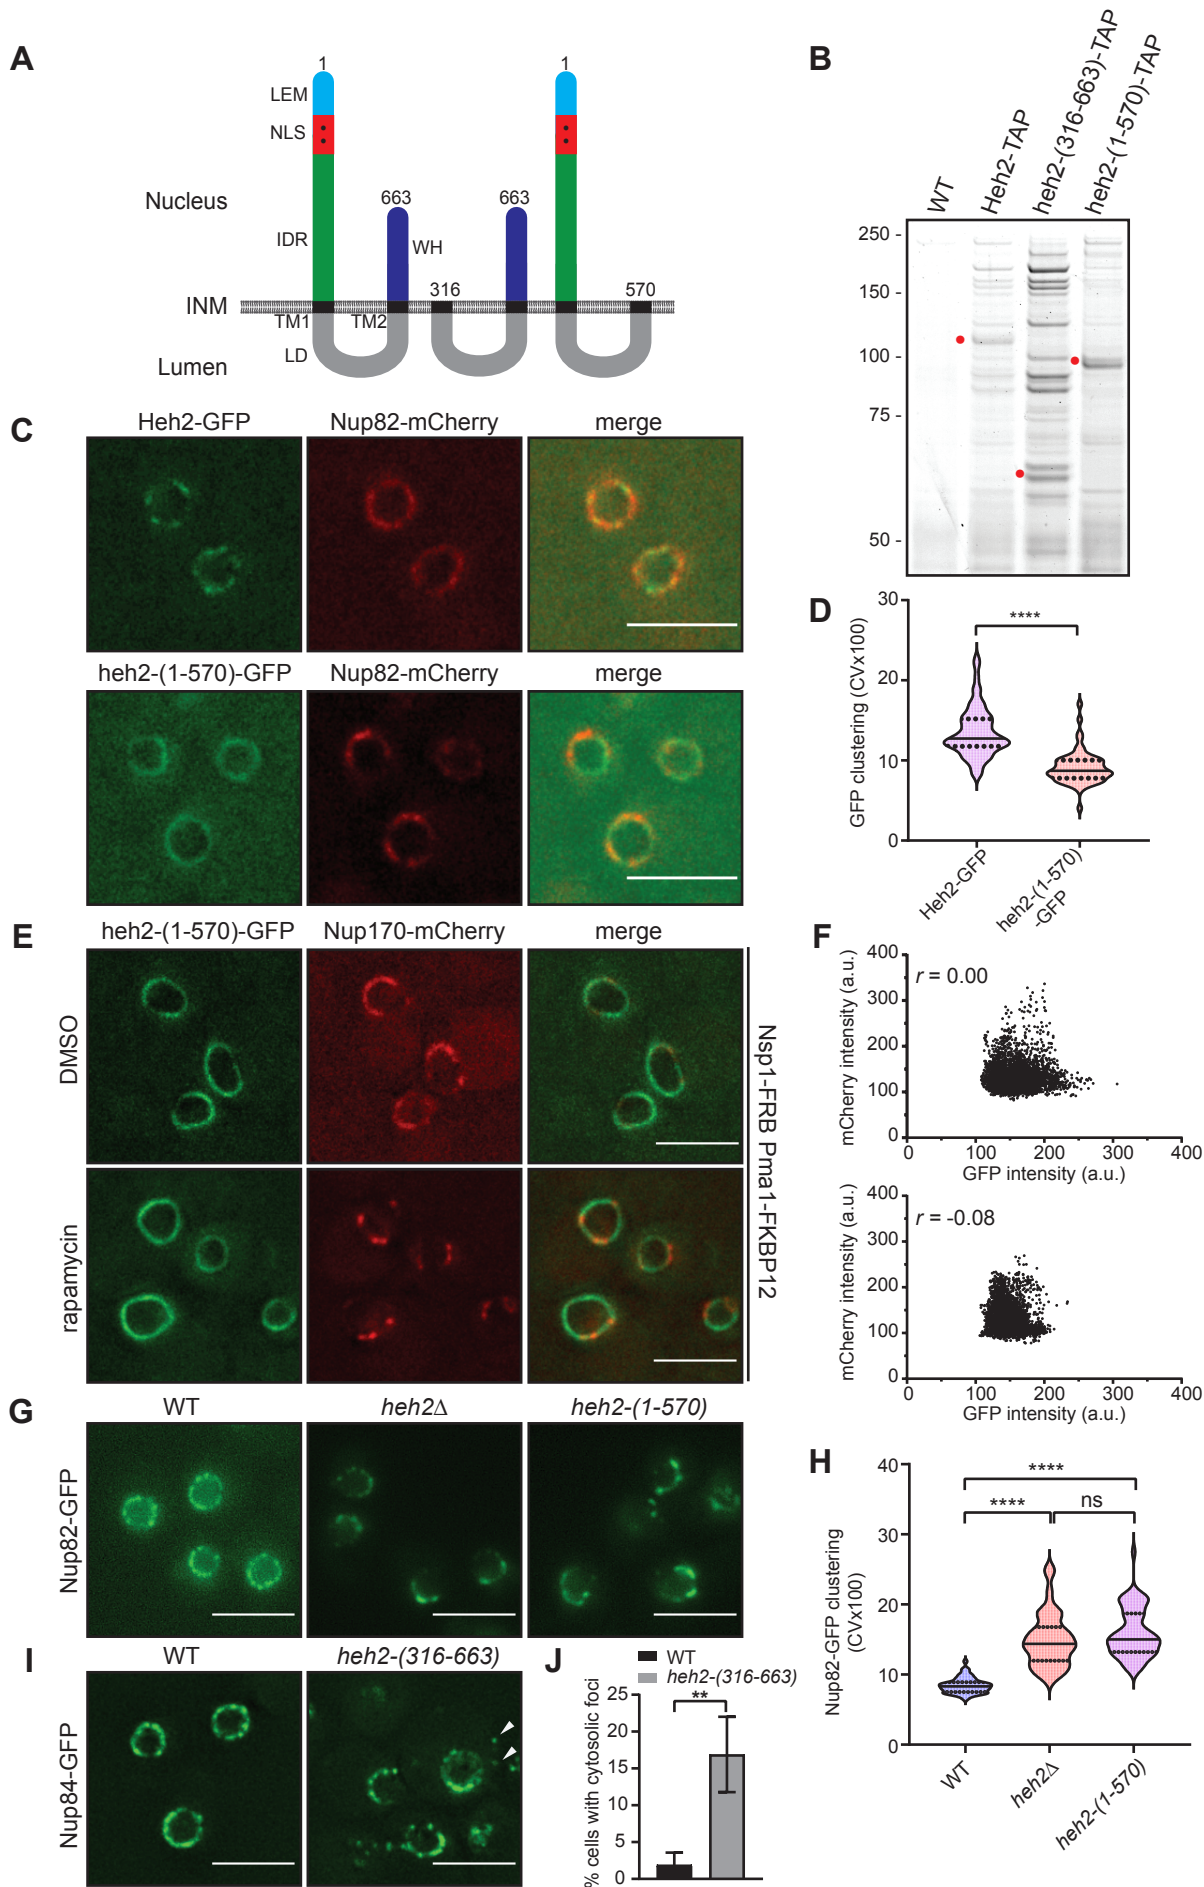 A
1
1
LEM
NLS
Nucleus
663
663
IDR
WH
316
570
INM
TM1
TM2
LD
Lumen
B
WT
Heh2-TAP
heh2-(316-663)-TAP
heh2-(1-570)-TAP
250 -
150 -
100 -
75 -
50 -
C
Heh2-GFP
Nup82-mCherry
merge
heh2-(1-570)-GFP
Nup82-mCherry
merge
D
GFP clustering (CVx100)
30
20
10
0
****
Heh2-GFP
heh2-(1-570)
-GFP
E
heh2-(1-570)-GFP
Nup170-mCherry
merge
DMSO
rapamycin
Nsp1-FRB Pma1-FKBP12
F
mCherry intensity (a.u.)
400
300
200
100
0
r = 0.00
0
100
200
300
400
GFP intensity (a.u.)
mCherry intensity (a.u.)
400
300
200
100
0
r = -0.08
0
100
200
300
400
GFP intensity (a.u.)
G
WT
heh2Δ
heh2-(1-570)
Nup82-GFP
H
Nup82-GFP clustering
(CVx100)
40
30
20
10
0
****
****
ns
WT
heh2Δ
heh2-(1-570)
I
WT
heh2-(316-663)
Nup84-GFP
J
WT
heh2-(316-663)
% cells with cytosolic foci
25
20
15
10
5
0
**